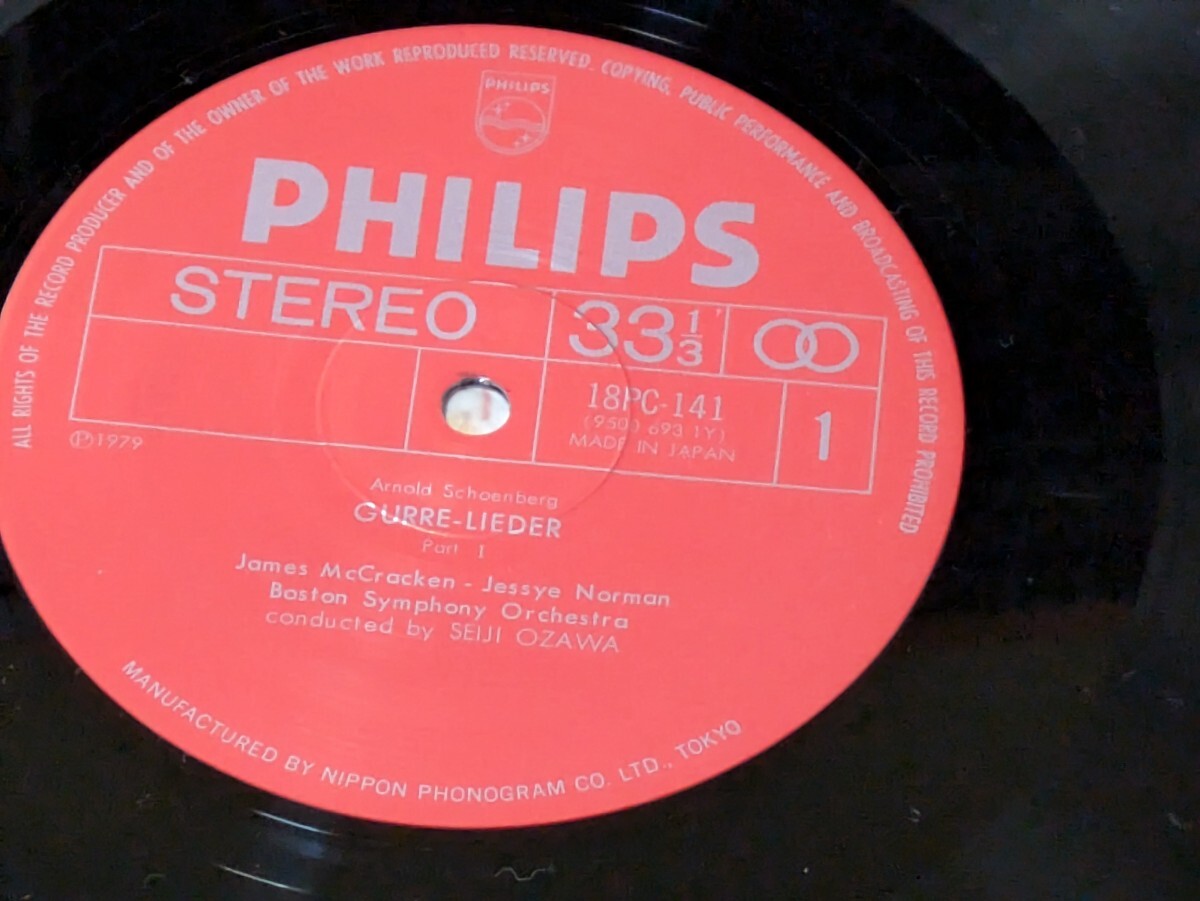 ALL RIGHTS OF THE RECORD PRODUCER AND OF THE OWNER OF THE WORK REPRODUCED RESERVED. COPYING, PUBLIC PERFORMANCE AND BROADCASTING OF THIS RECORD PROHIBITED
PHILIPS
PHILIPS
STEREO
33 1/3
18PC-141
(9500 693 1Y)
MADE IN JAPAN
1
Ⓟ1979
Arnold Schoenberg
GURRE-LIEDER
Part I
James McCracken - Jessye Norman
Boston Symphony Orchestra
conducted by SEIJI OZAWA
MANUFACTURED BY NIPPON PHONOGRAM CO. LTD., TOKYO